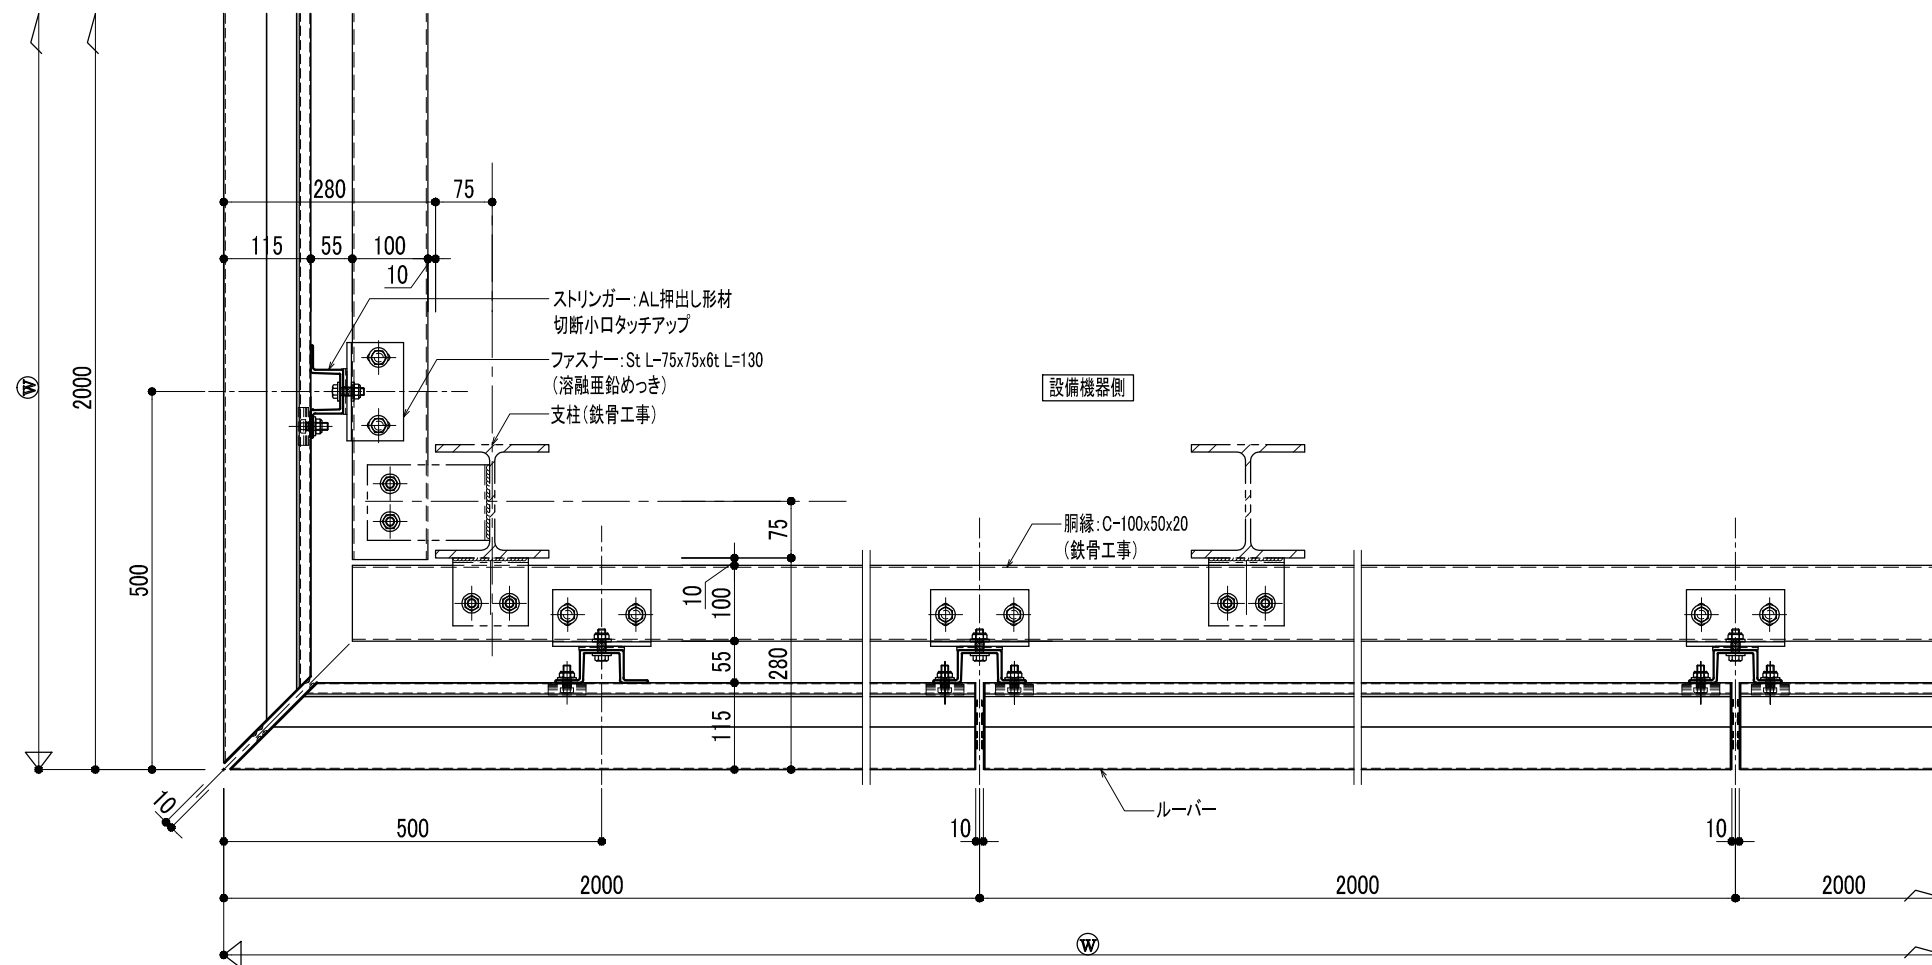 280
75
115
55
100
10
ストリンガー:AL押出し形材
切断小口タッチアップ
ファスナー:St L-75x75x6t L=130
(溶融亜鉛めっき)
支柱(鉄骨工事)
設備機器側
Ⓦ
2000
500
75
胴縁:C-100x50x20
(鉄骨工事)
10
100
55
280
115
10
ルーバー
500
10
10
2000
2000
2000
Ⓦ